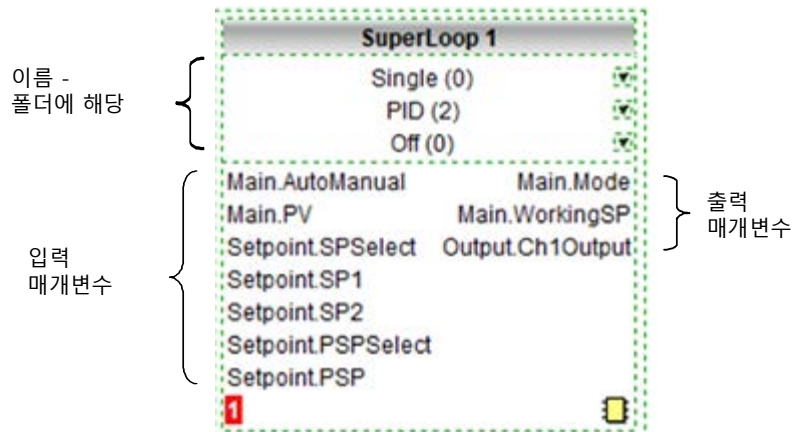 SuperLoop 1
이름 -
폴더에 해당
Single (0)
PID (2)
Off (0)
Main.AutoManual Main.Mode
Main.PV Main.WorkingSP
Setpoint.SPSelect Output.Ch1Output
Setpoint.SP1
Setpoint.SP2
Setpoint.PSPSelect
Setpoint.PSP
1
입력
매개변수
출력
매개변수